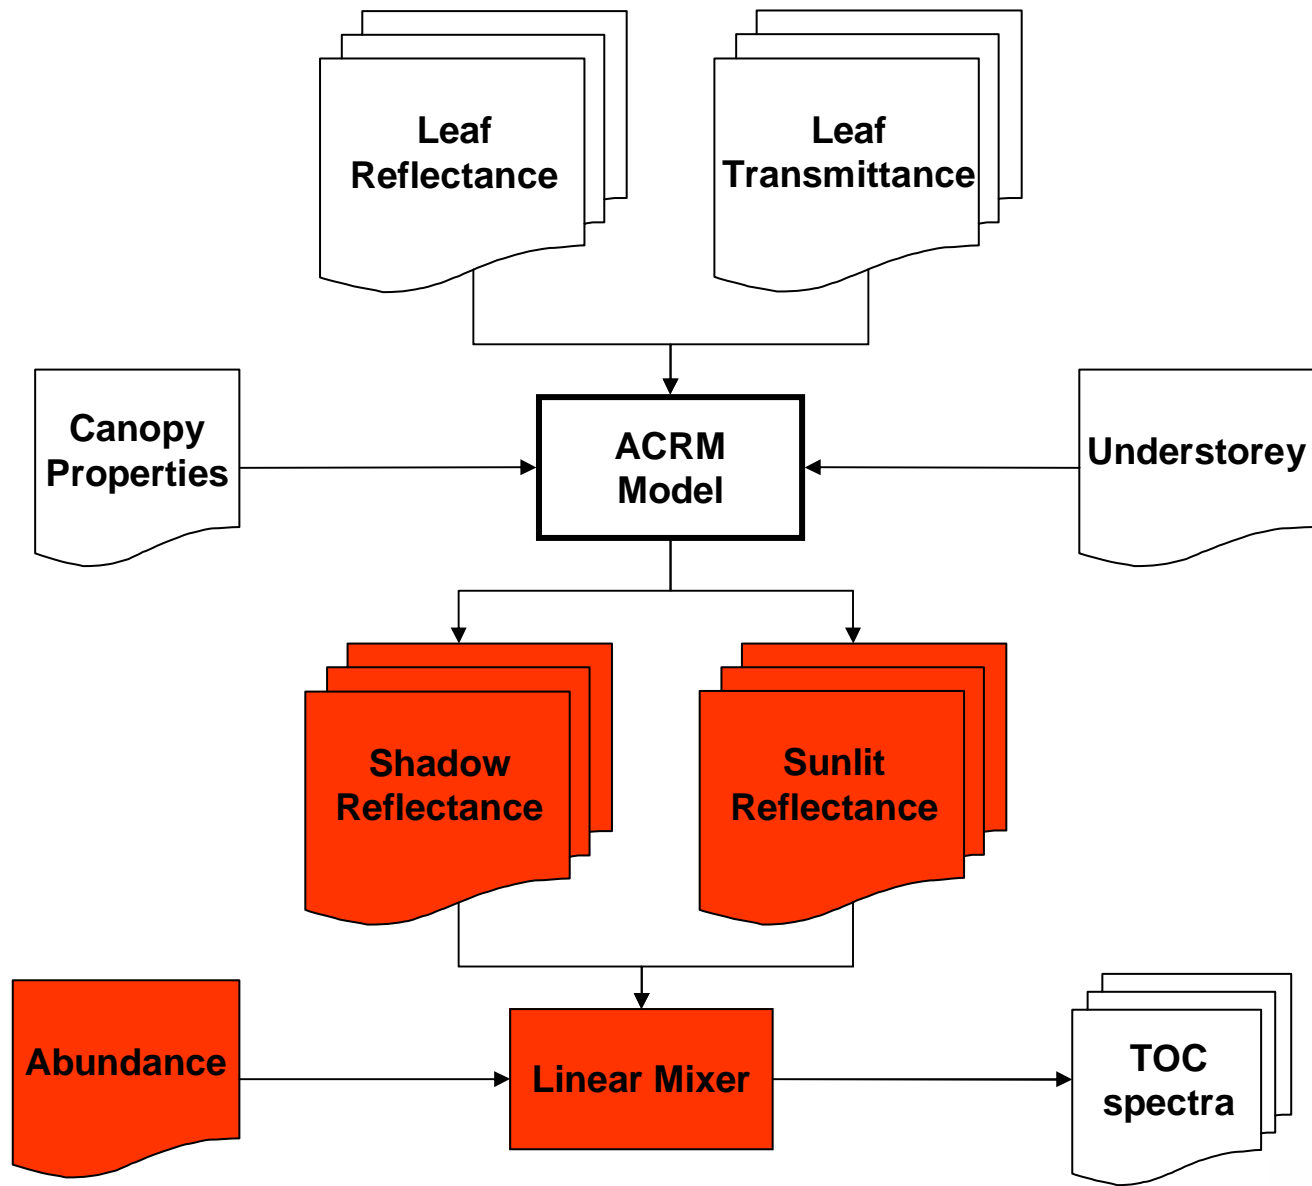 Leaf
Reflectance
Leaf
Transmittance
Canopy
Properties
ACRM
Model
Understorey
Shadow
Reflectance
Sunlit
Reflectance
Abundance
Linear Mixer
TOC
spectra